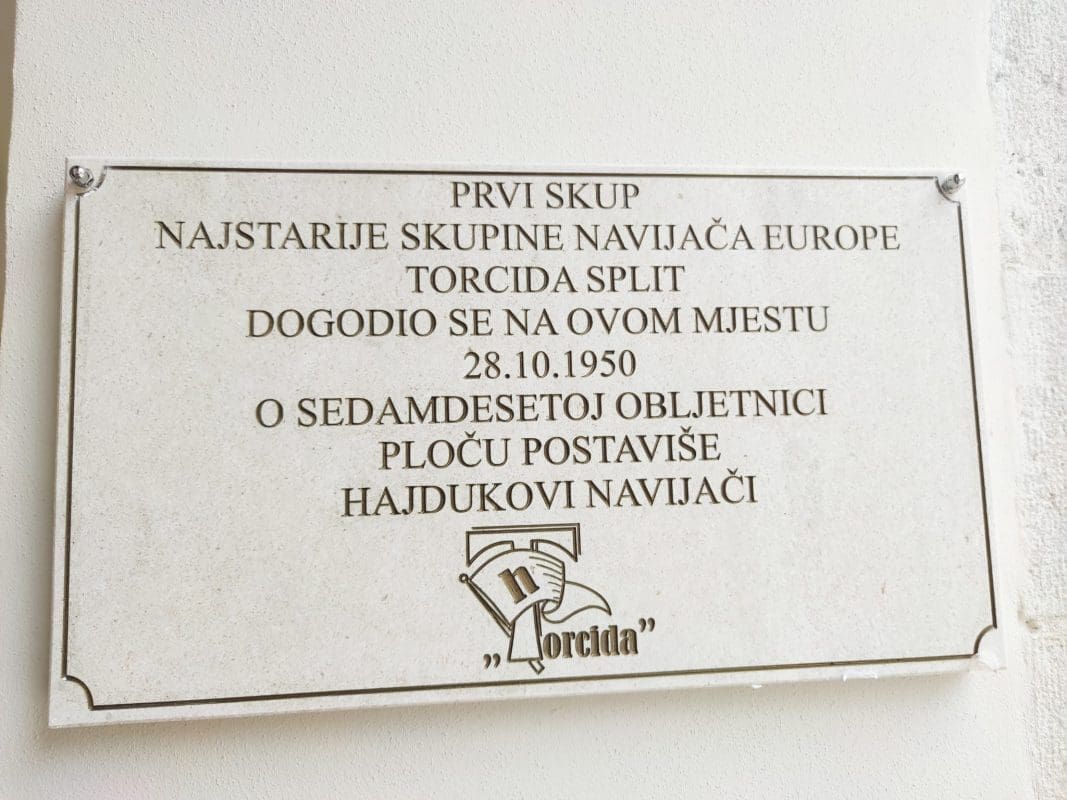 PRVI SKUP
NAJSTARIJE SKUPINE NAVIJAČA EUROPE
TORCIDA SPLIT
DOGODIO SE NA OVOM MJESTU
28.10.1950
O SEDAMDESETOJ OBLJETNICI
PLOČU POSTAVIŠE
HAJDUKOVI NAVIJAČI
h
„Torcida”